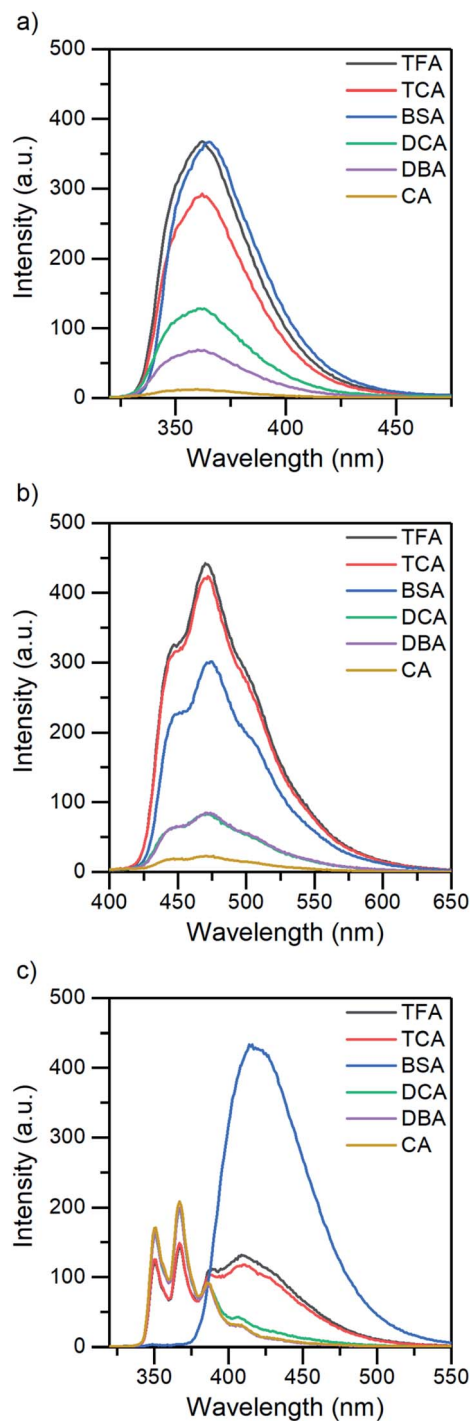 a)
500
400
300
200
100
0
Intensity (a.u.)
TFA
TCA
BSA
DCA
DBA
CA
350 400 450
Wavelength (nm)
b)
500
400
300
200
100
0
Intensity (a.u.)
TFA
TCA
BSA
DCA
DBA
CA
400 450 500 550 600 650
Wavelength (nm)
c)
500
400
300
200
100
0
Intensity (a.u.)
TFA
TCA
BSA
DCA
DBA
CA
350 400 450 500 550
Wavelength (nm)